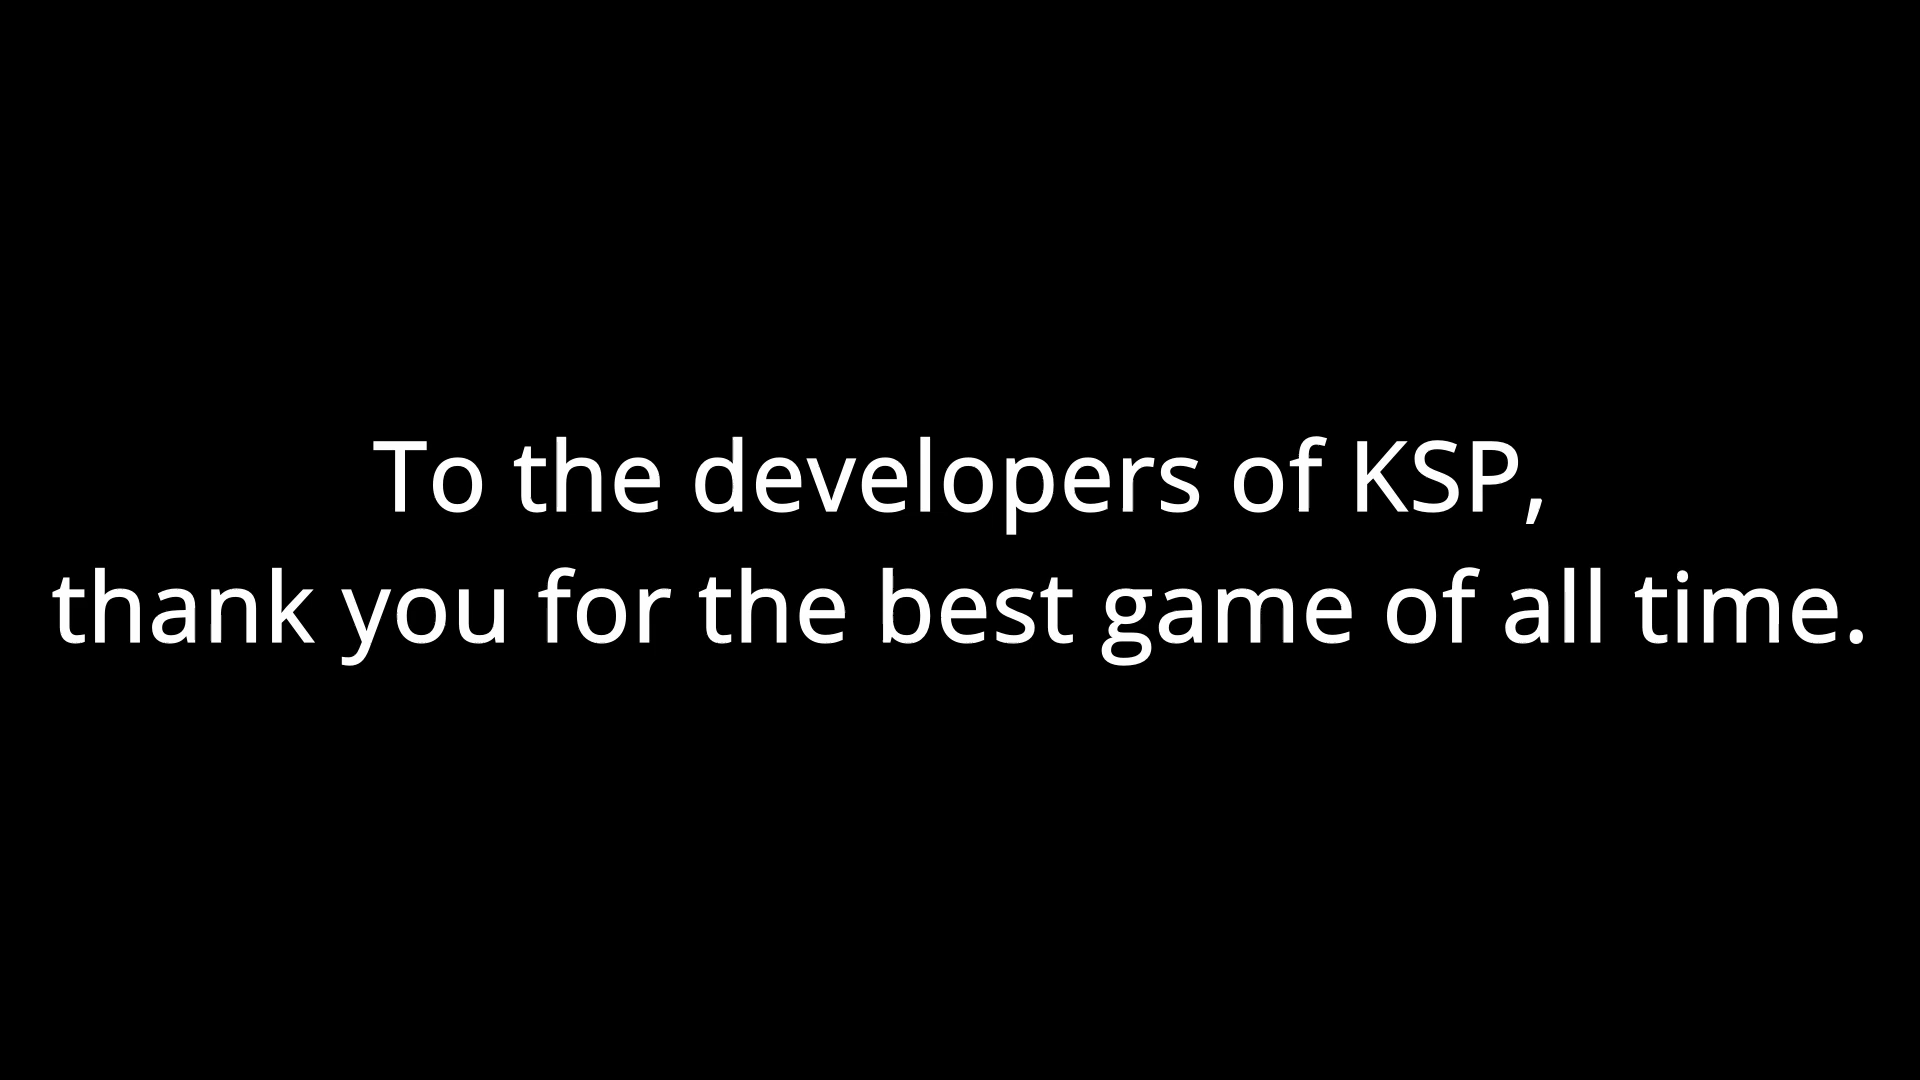 To the developers of KSP,
thank you for the best game of all time.